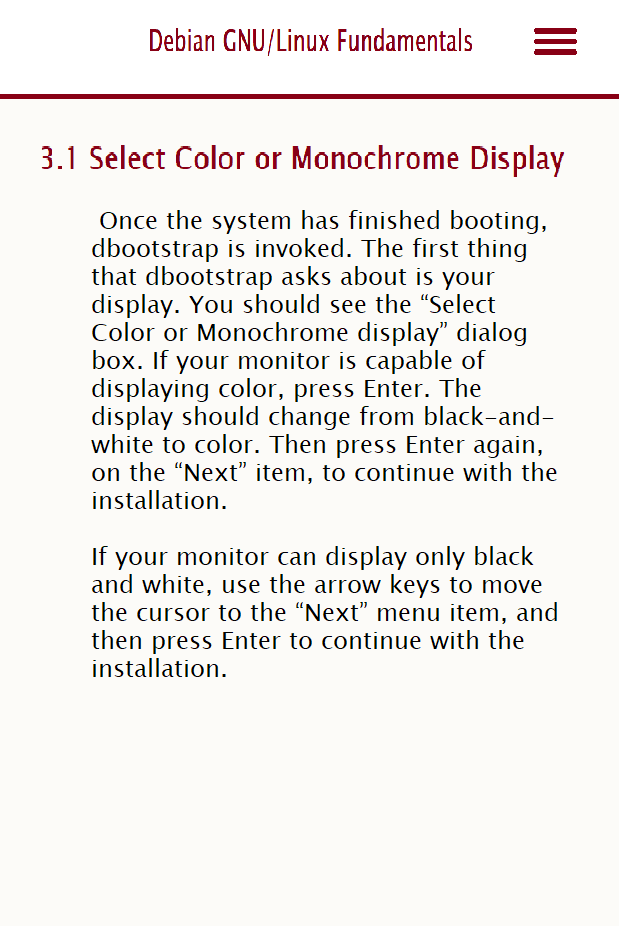 Debian GNU/Linux Fundamentals
3.1 Select Color or Monochrome Display
Once the system has finished booting,
dbootstrap is invoked. The first thing
that dbootstrap asks about is your
display. You should see the “Select
Color or Monochrome display” dialog
box. If your monitor is capable of
displaying color, press Enter. The
display should change from black-and-
white to color. Then press Enter again,
on the “Next” item, to continue with the
installation.
If your monitor can display only black
and white, use the arrow keys to move
the cursor to the “Next” menu item, and
then press Enter to continue with the
installation.